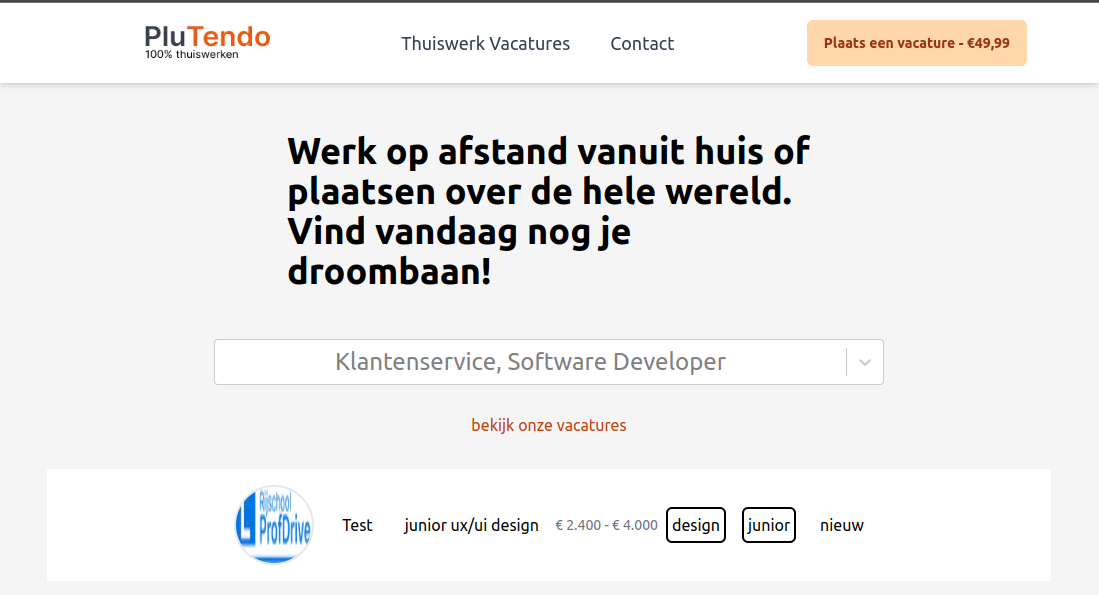 PluTendo
100% thuiswerken
Thuiswerk Vacatures
Contact
Plaats een vacature - €49,99
Werk op afstand vanuit huis of
plaatsen over de hele wereld.
Vind vandaag nog je
droombaan!
Klantenservice, Software Developer
bekijk onze vacatures
Rijschool
ProfDrive
Test
junior ux/ui design
€ 2.400 - € 4.000
design
junior
nieuw